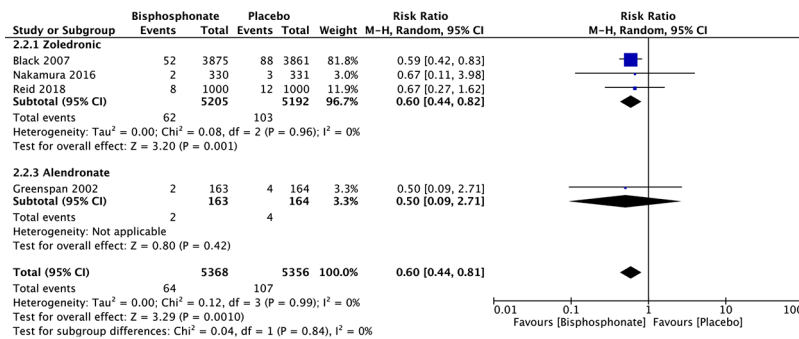 Bisphosphonate Placebo Risk Ratio Risk Ratio
Study or Subgroup Events Total Events Total Weight M-H, Random, 95% CI M-H, Random, 95% CI
2.2.1 Zoledronic
Black 2007 52 3875 88 3861 81.8% 0.59 [0.42, 0.83]
Nakamura 2016 2 330 3 331 3.0% 0.67 [0.11, 3.98]
Reid 2018 8 1000 12 1000 11.9% 0.67 [0.27, 1.62]
Subtotal (95% CI) 5205 5192 96.7% 0.60 [0.44, 0.82]
Total events 62 103
Heterogeneity: Tau² = 0.00; Chi² = 0.08, df = 2 (P = 0.96); I² = 0%
Test for overall effect: Z = 3.20 (P = 0.001)
2.2.3 Alendronate
Greenspan 2002 2 163 4 164 3.3% 0.50 [0.09, 2.71]
Subtotal (95% CI) 163 164 3.3% 0.50 [0.09, 2.71]
Total events 2 4
Heterogeneity: Not applicable
Test for overall effect: Z = 0.80 (P = 0.42)
Total (95% CI) 5368 5356 100.0% 0.60 [0.44, 0.81]
Total events 64 107
Heterogeneity: Tau² = 0.00; Chi² = 0.12, df = 3 (P = 0.99); I² = 0%
Test for overall effect: Z = 3.29 (P = 0.0010)
Test for subgroup differences: Chi² = 0.04, df = 1 (P = 0.84), I² = 0%
0.01 0.1 1 10 100
Favours [Bisphosphonate] Favours [Placebo]